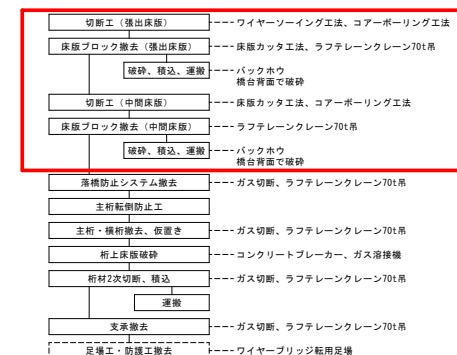 切断工（張出床版） ワイヤーソーイング工法、コアーボーリング工法
床版ブロック撤去（張出床版） 床版カッタ工法、ラフテレーンクレーン70t吊
破砕、積込、運搬 バックホウ
橋台背面で破砕
切断工（中間床版） 床版カッタ工法、コアーボーリング工法
床版ブロック撤去（中間床版） ラフテレーンクレーン70t吊
破砕、積込、運搬 バックホウ
橋台背面で破砕
落橋防止システム撤去 ガス切断、ラフテレーンクレーン70t吊
主桁転倒防止工
主桁・横桁撤去、仮置き ガス切断、ラフテレーンクレーン70t吊
桁上床版破砕 コンクリートブレーカー、ガス溶接機
桁材2次切断、積込 ガス切断、ラフテレーンクレーン70t吊
運搬
支承撤去 ガス切断、ラフテレーンクレーン70t吊
足場工・防護工撤去 ワイヤーブリッジ転用足場